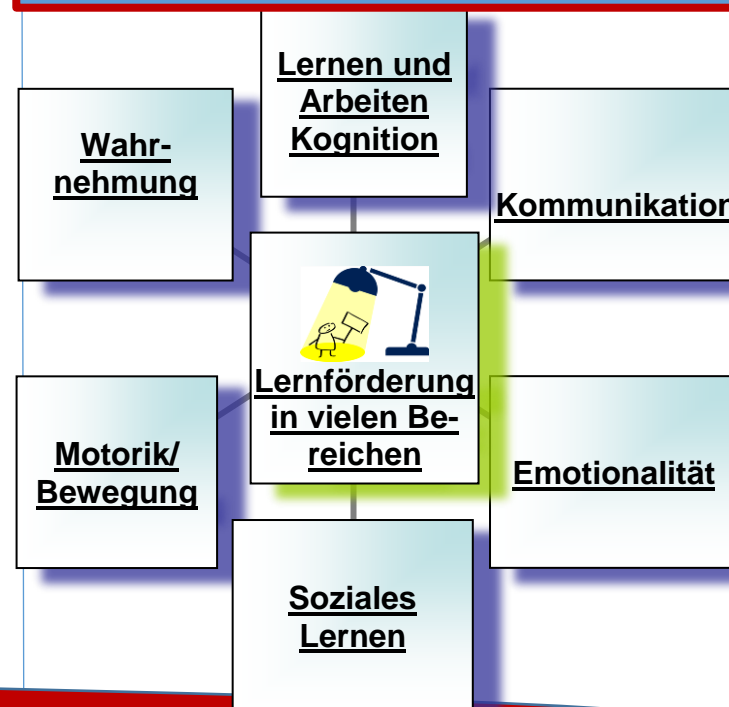 Lernen und
Arbeiten
Kognition
Wahr-
nehmung
Kommunikation
Lernförderung
in vielen Be-
reichen
Motorik/
Bewegung
Emotionalität
Soziales
Lernen